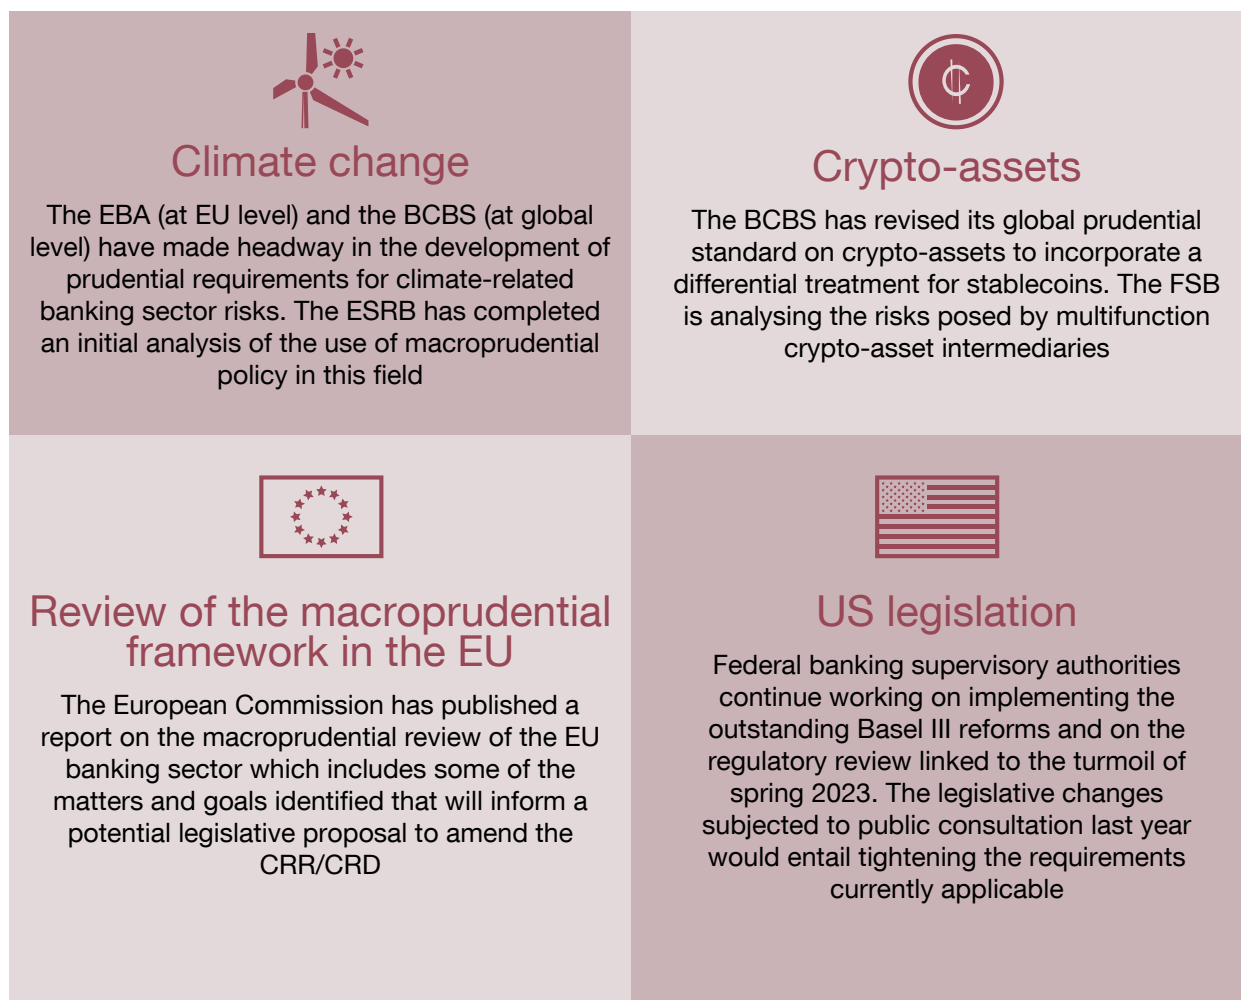 Climate change
The EBA (at EU level) and the BCBS (at global
level) have made headway in the development of
prudential requirements for climate-related
banking sector risks. The ESRB has completed
an initial analysis of the use of macroprudential
policy in this field
Crypto-assets
The BCBS has revised its global prudential
standard on crypto-assets to incorporate a
differential treatment for stablecoins. The FSB
is analysing the risks posed by multifunction
crypto-asset intermediaries
Review of the macroprudential
framework in the EU
The European Commission has published a
report on the macroprudential review of the EU
banking sector which includes some of the
matters and goals identified that will inform a
potential legislative proposal to amend the
CRR/CRD
US legislation
Federal banking supervisory authorities
continue working on implementing the
outstanding Basel III reforms and on the
regulatory review linked to the turmoil of
spring 2023. The legislative changes
subjected to public consultation last year
would entail tightening the requirements
currently applicable